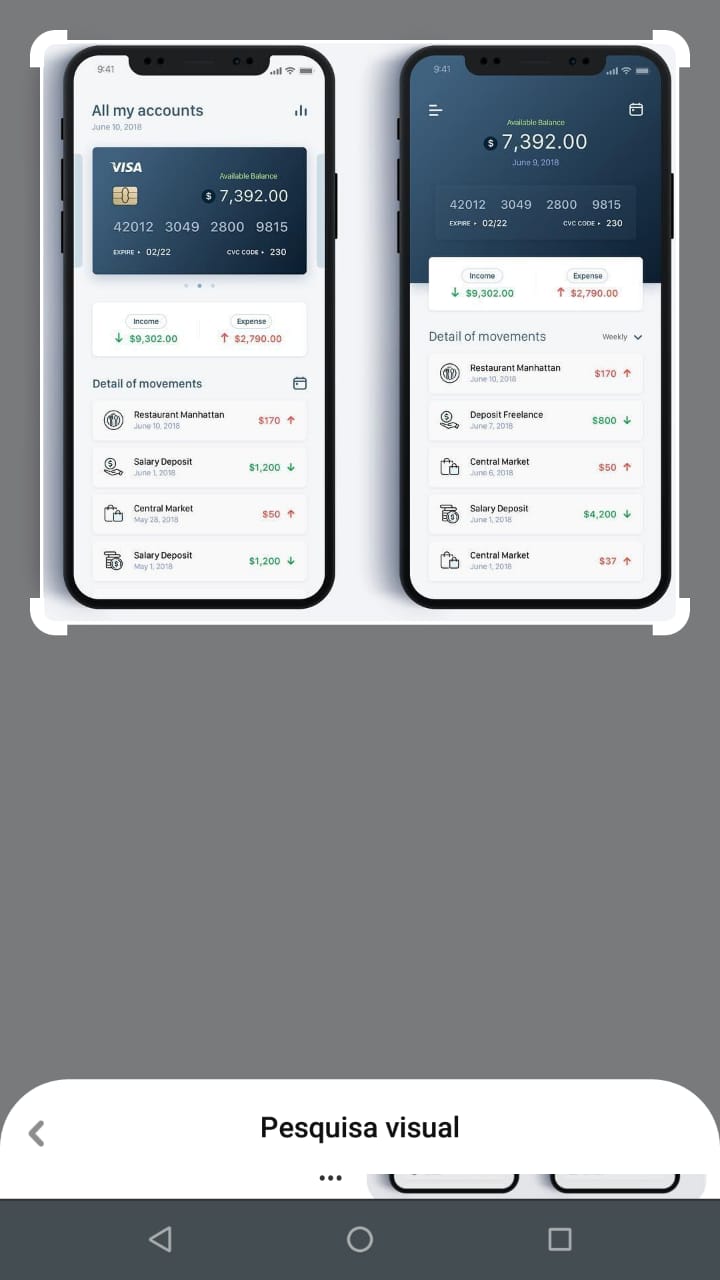 9:41
All my accounts
June 10, 2018
VISA
Available Balance
$ 7,392.00
42012 3049 2800 9815
EXPIRE 02/22 CVC CODE 230
Income Expense
$9,302.00 $2,790.00
Detail of movements
Restaurant Manhattan
June 10, 2018
$170
Salary Deposit
June 1, 2018
$1,200
Central Market
May 28, 2018
$50
Salary Deposit
May 1, 2018
$1,200
9:41
Available Balance
$ 7,392.00
June 9, 2018
42012 3049 2800 9815
EXPIRE 02/22 CVC CODE 230
Income Expense
$9,302.00 $2,790.00
Detail of movements Weekly
Restaurant Manhattan
June 10, 2018
$170
Deposit Freelance
June 7, 2018
$800
Central Market
June 6, 2018
$50
Salary Deposit
June 1, 2018
$4,200
Central Market
June 1, 2018
$37
Pesquisa visual